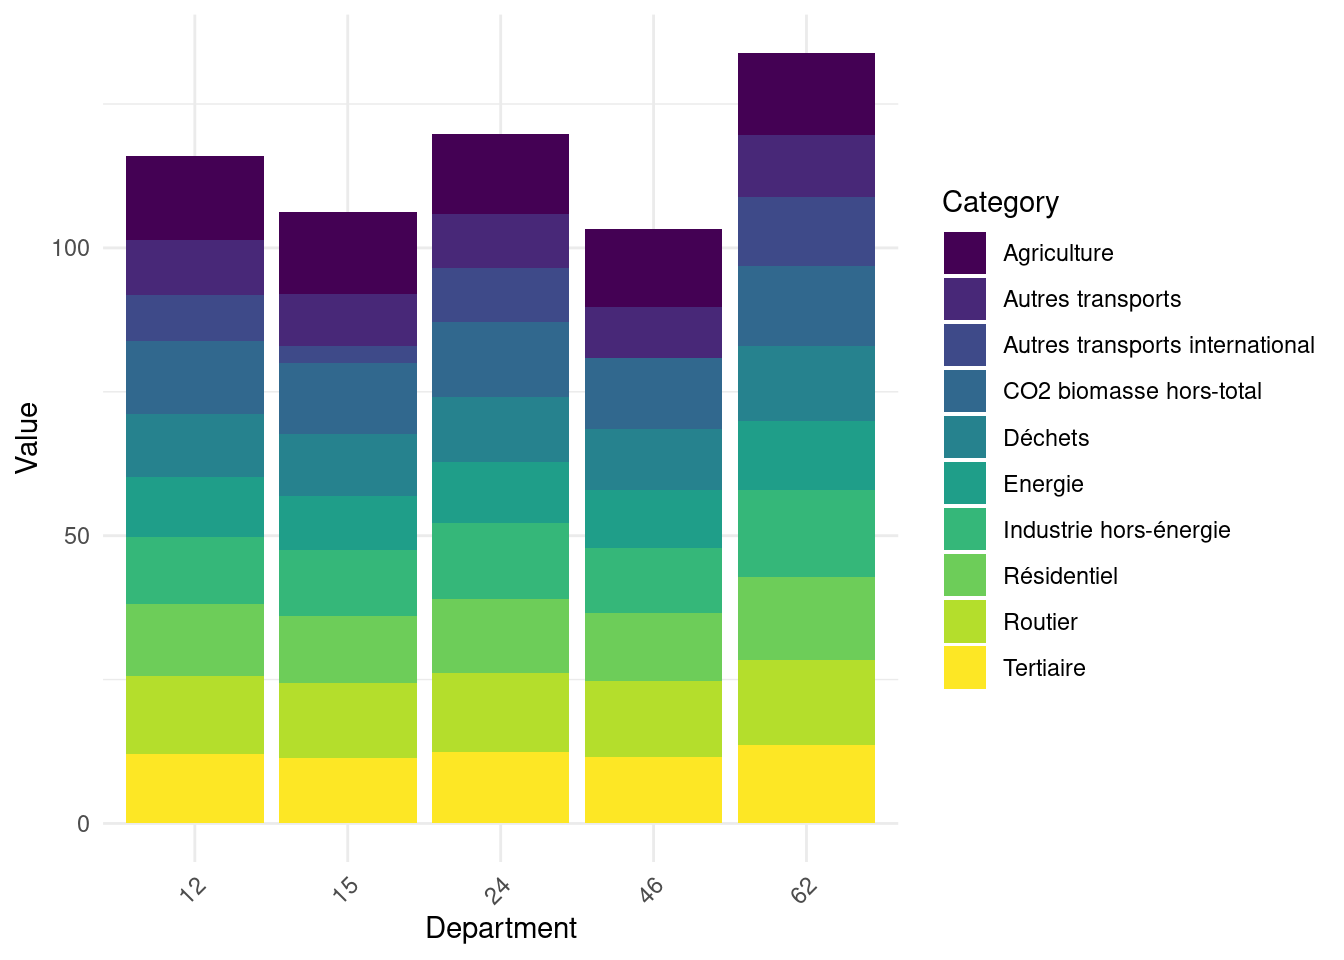 Value
100
50
0
12
15
24
46
62
Department
Category
Agriculture
Autres transports
Autres transports international
CO2 biomasse hors-total
Déchets
Energie
Industrie hors-énergie
Résidentiel
Routier
Tertiaire